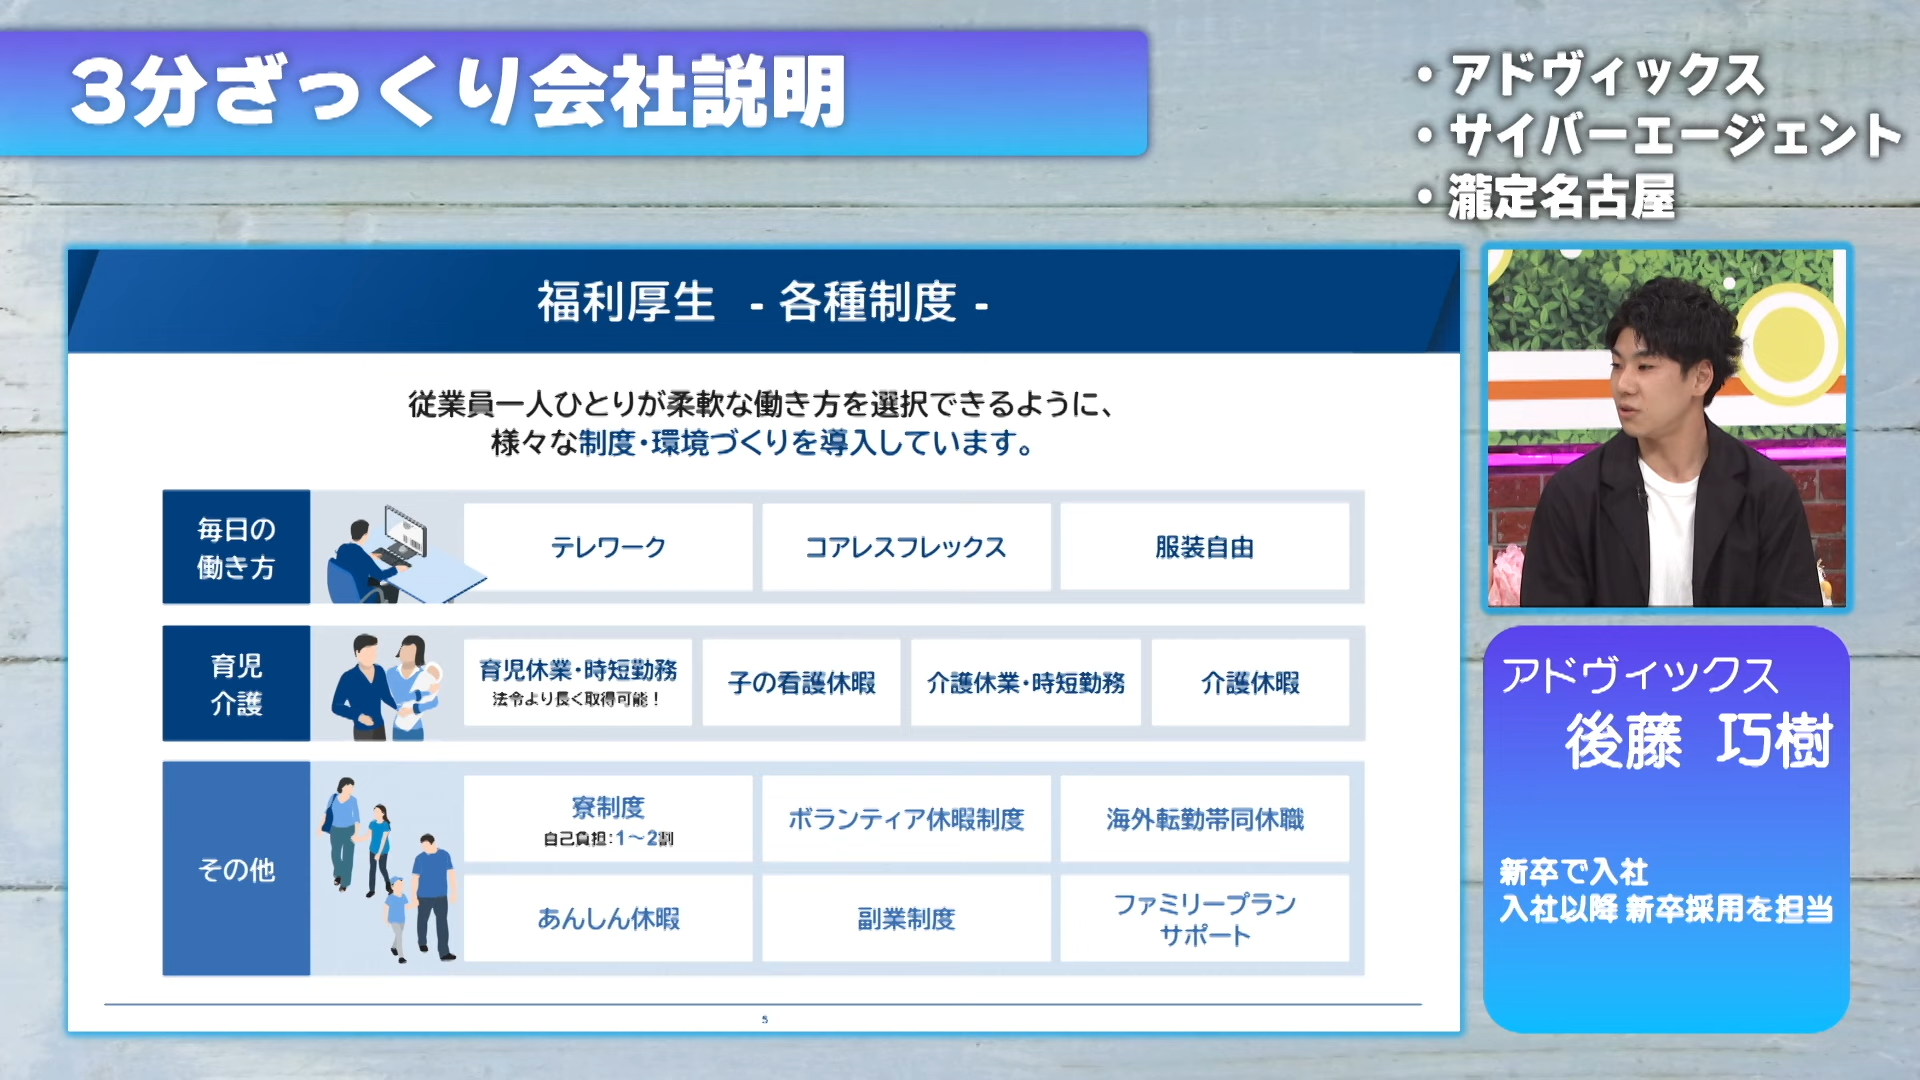 3分ざっくり会社説明
・アドヴィックス
・サイバーエージェント
・瀧定名古屋
福利厚生 - 各種制度 -
従業員一人ひとりが柔軟な働き方を選択できるように、
様々な制度・環境づくりを導入しています。
毎日の
働き方
テレワーク
コアレスフレックス
服装自由
育児
介護
育児休業・時短勤務
法令より長く取得可能！
子の看護休暇
介護休業・時短勤務
介護休暇
その他
寮制度
自己負担：1～2割
ボランティア休暇制度
海外転勤帯同休職
あんしん休暇
副業制度
ファミリープラン
サポート
5
アドヴィックス
後藤 巧樹
新卒で入社
入社以降 新卒採用を担当